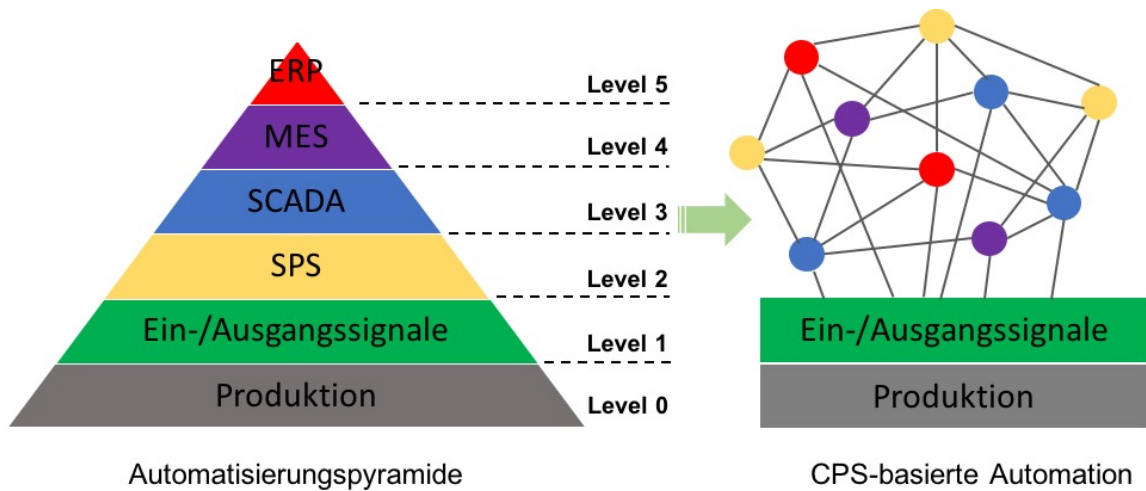 ERP
Level 5
MES
Level 4
SCADA
Level 3
SPS
Level 2
Ein-/Ausgangssignale
Level 1
Produktion
Level 0
Automatisierungspyramide
Ein-/Ausgangssignale
Produktion
CPS-basierte Automation